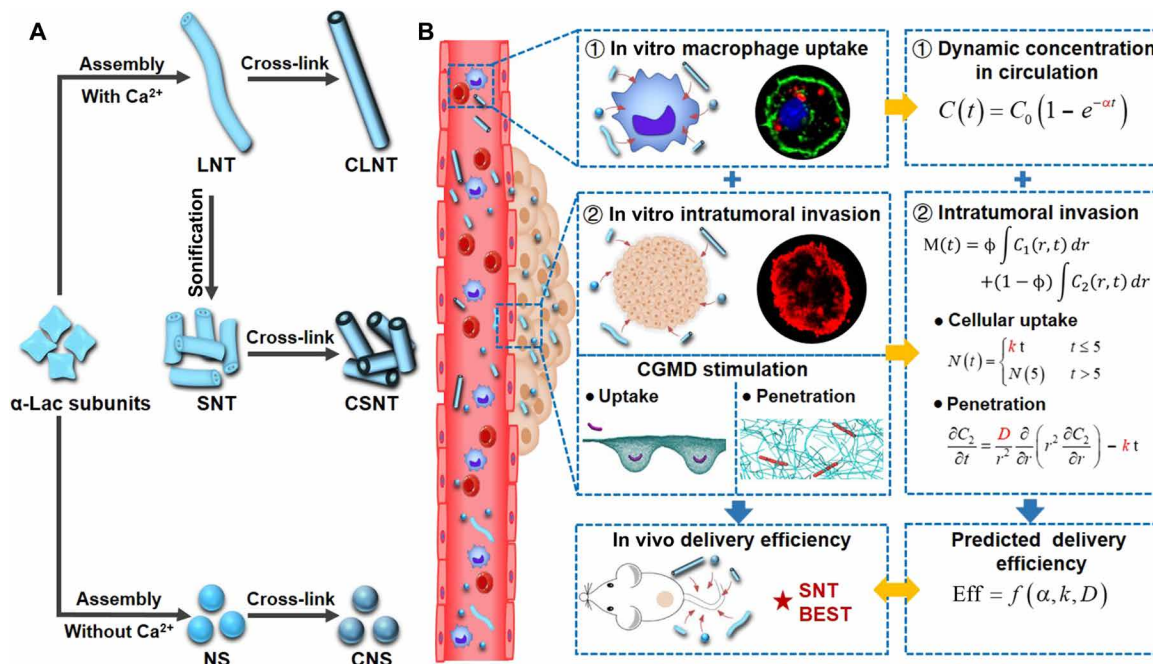 A
Assembly
With Ca²⁺
Cross-link
LNT
CLNT
Sonification
Cross-link
α-Lac subunits
SNT
CSNT
Assembly
Without Ca²⁺
Cross-link
NS
CNS
B
① In vitro macrophage uptake
① Dynamic concentration
in circulation
C(t) = C₀(1 − e^{−αt})
+
+
② In vitro intratumoral invasion
CGMD stimulation
● Uptake
● Penetration
② Intratumoral invasion
M(t) = ϕ ∫ C₁(r, t) dr
+(1 − ϕ) ∫ C₂(r, t) dr
● Cellular uptake
N(t) = { k t t ≤ 5
N(5) t > 5
● Penetration
∂C₂/∂t = D/r² ∂/∂r (r² ∂C₂/∂r) − k t
In vivo delivery efficiency
★ SNT
BEST
Predicted delivery
efficiency
Eff = f(α, k, D)